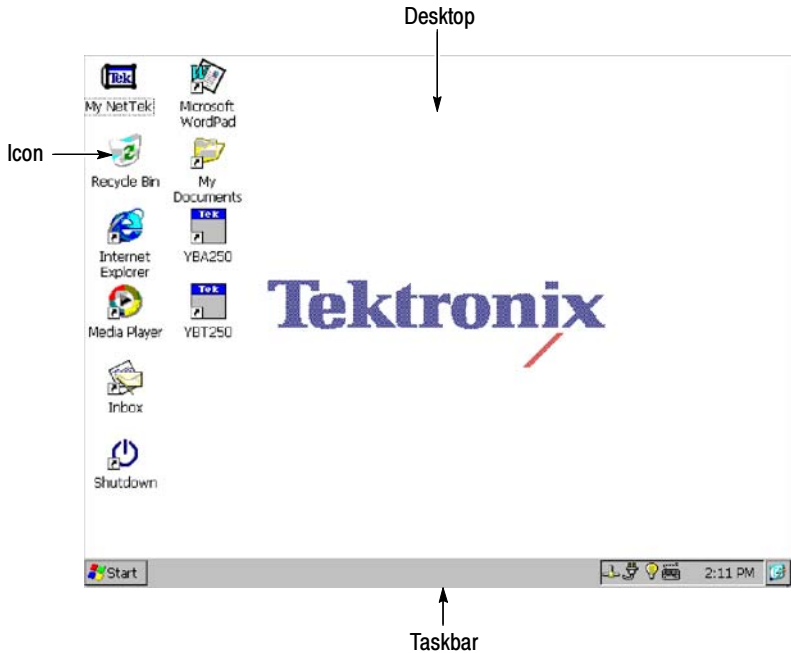 Desktop
Tek
My NetTek
Microsoft
WordPad
Icon
Recycle Bin
My
Documents
Internet
Explorer
Tek
YBA250
Media Player
Tek
YBT250
Tektronix
Inbox
Shutdown
Start
2:11 PM
Taskbar